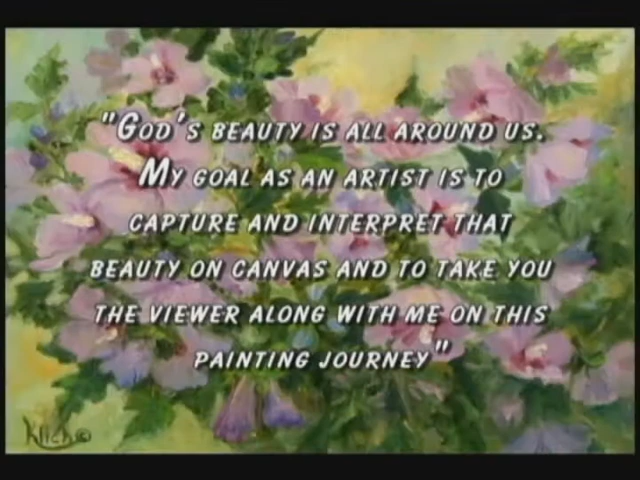 "God's beauty is all around us.
My goal as an artist is to
capture and interpret that
beauty on canvas and to take you
the viewer along with me on this
painting journey"
Klich©